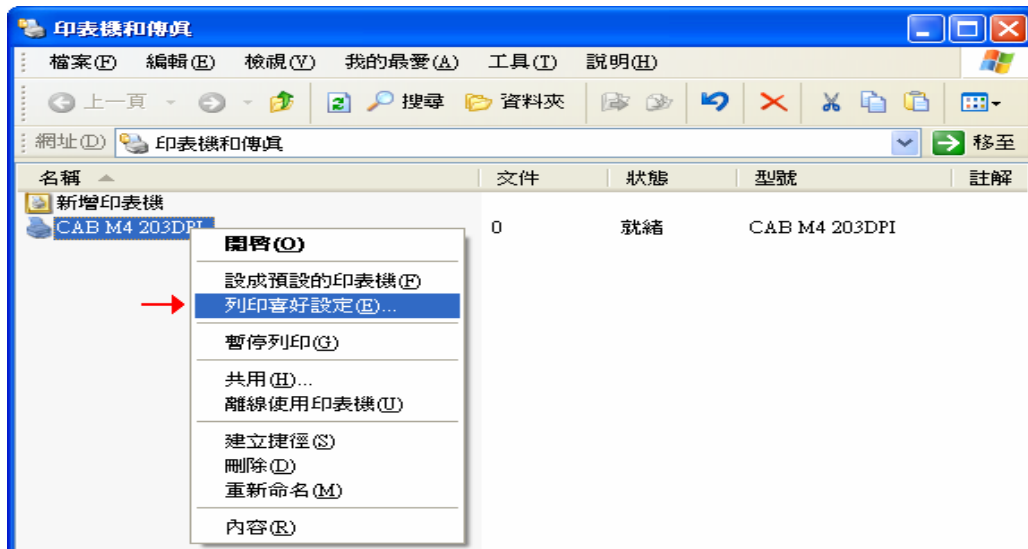 印表機和傳真
檔案(F) 編輯(E) 檢視(V) 我的最愛(A) 工具(T) 說明(H)
上一頁 搜尋 資料夾
網址(D) 印表機和傳真 移至
名稱 文件 狀態 型號 註解
新增印表機
CAB M4 203DPI 0 就緒 CAB M4 203DPI
開啓(O)
設成預設的印表機(F)
列印喜好設定(E)...
暫停列印(G)
共用(H)...
離線使用印表機(U)
建立捷徑(S)
刪除(D)
重新命名(M)
內容(R)